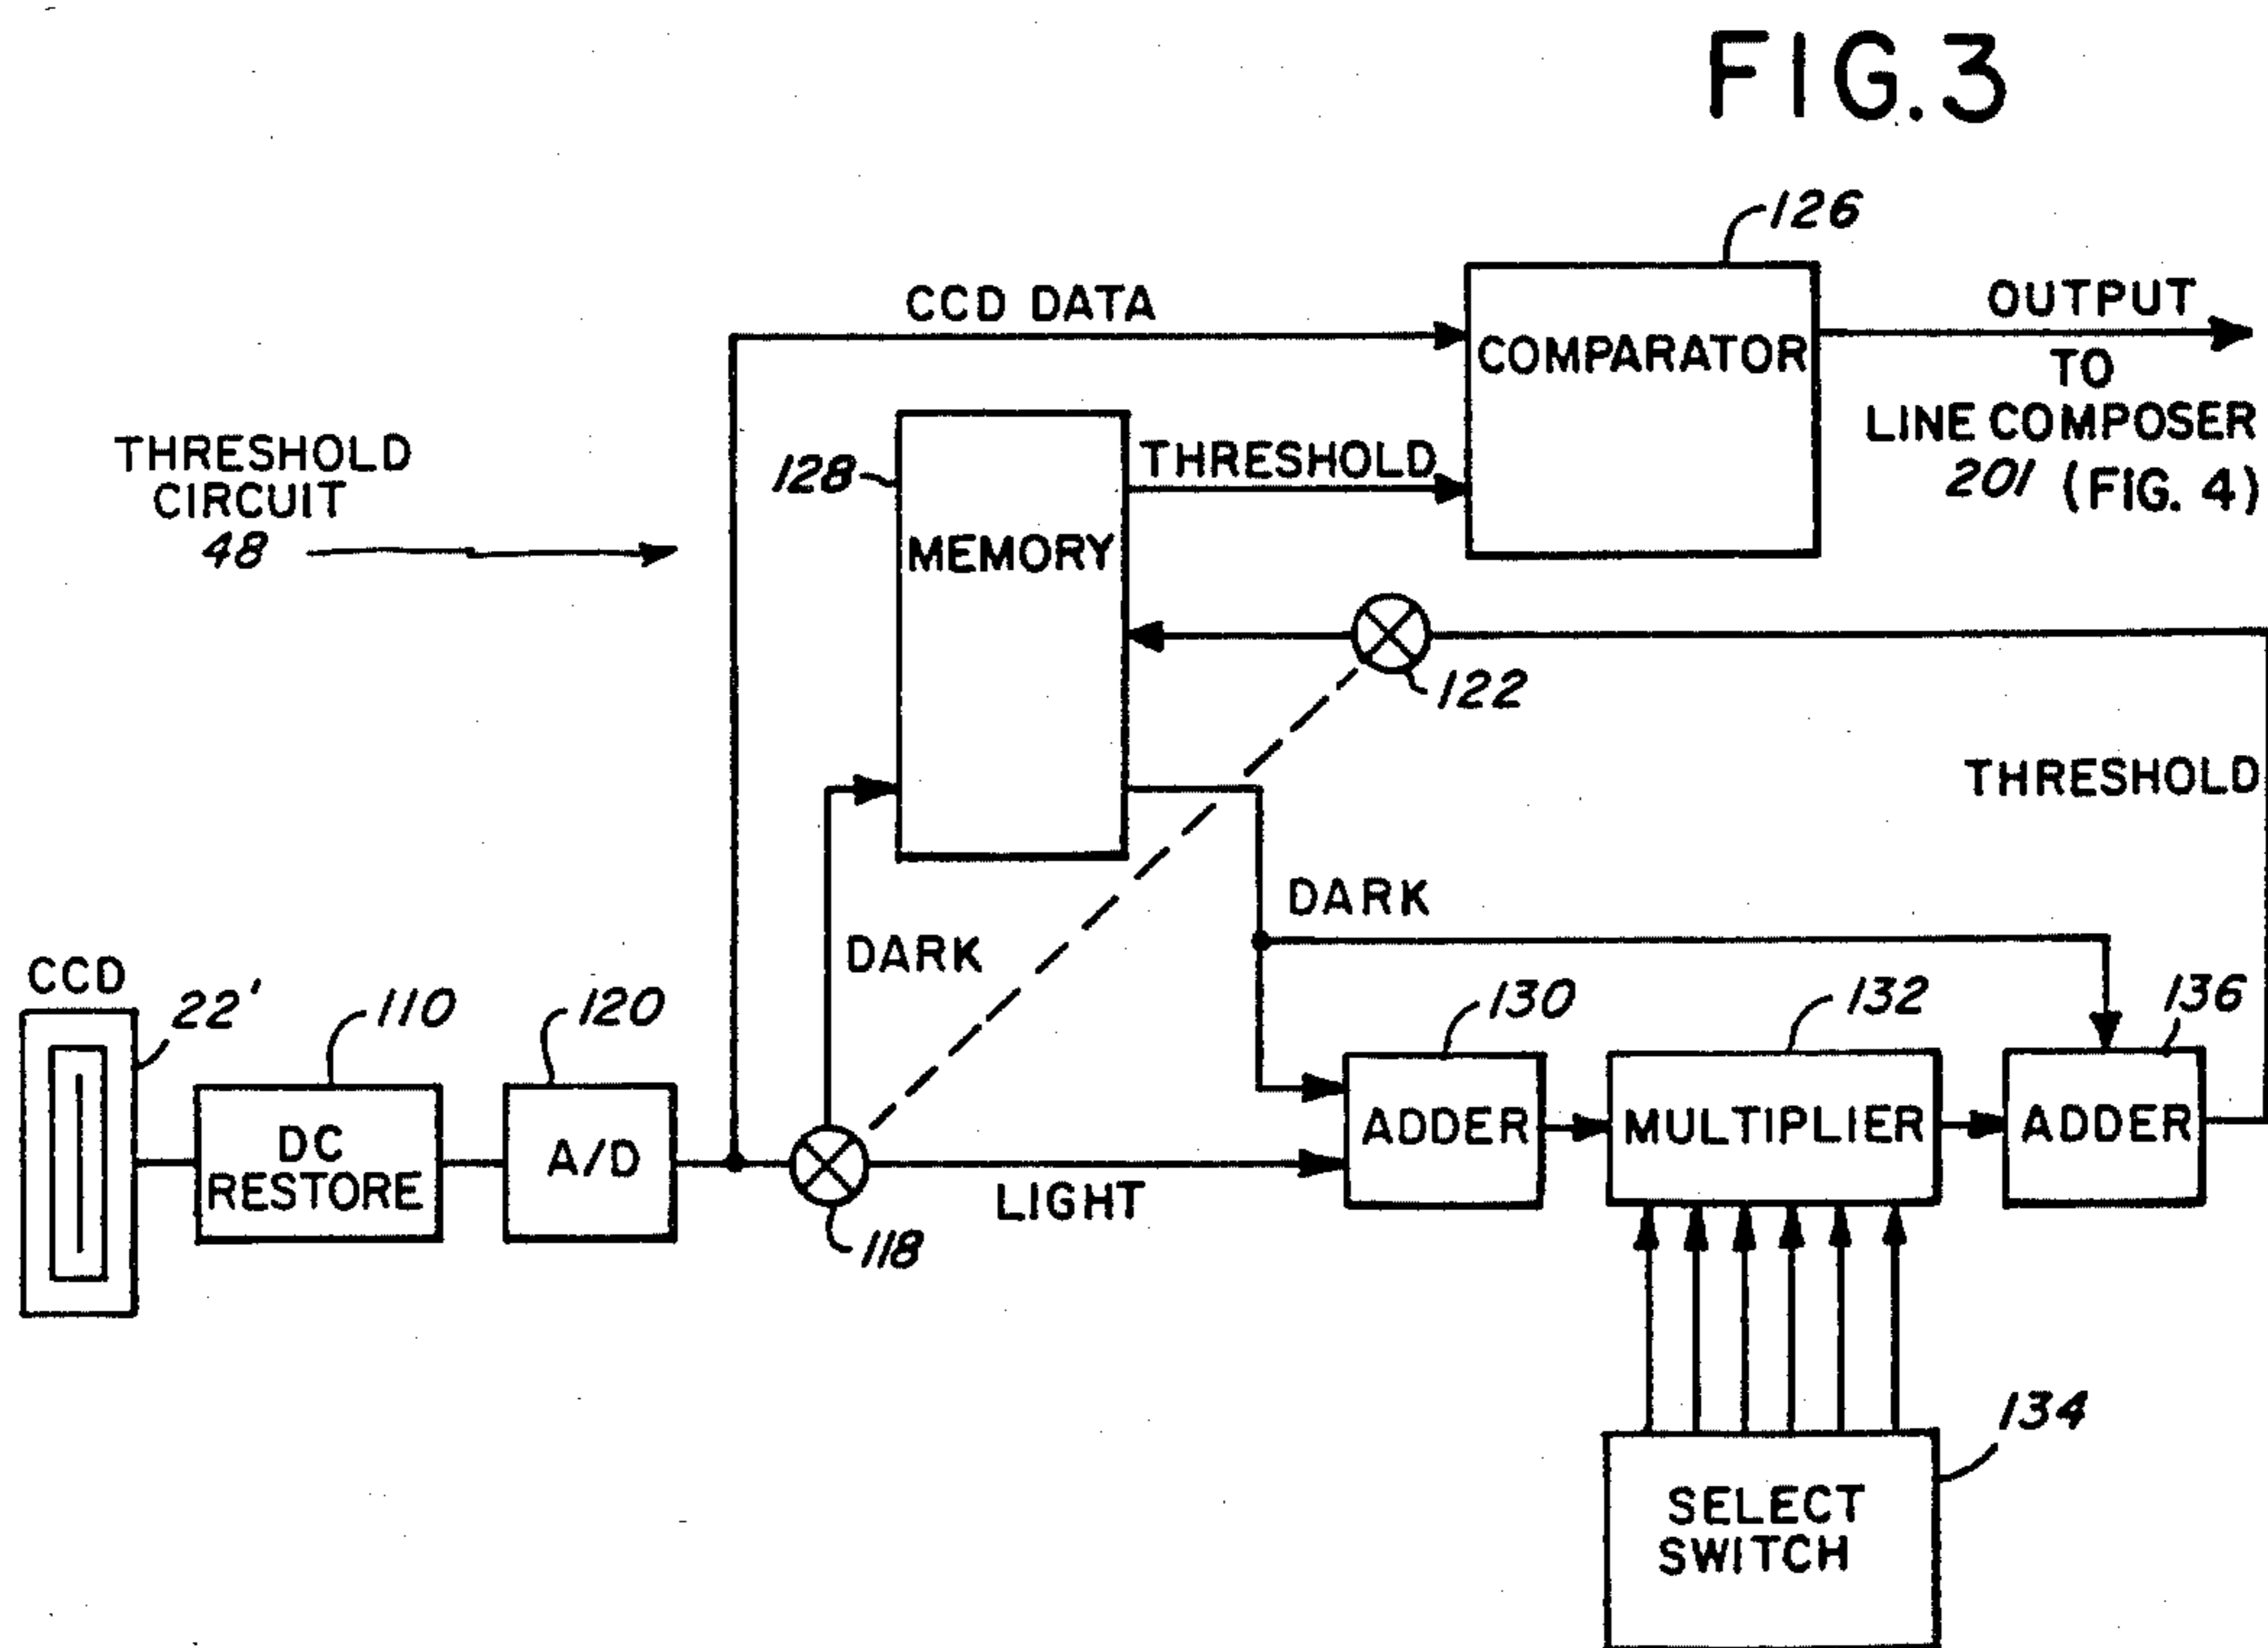 FIG. 3
126
CCD DATA
COMPARATOR
OUTPUT
TO
LINE COMPOSER
201 (FIG. 4)
THRESHOLD
CIRCUIT
48
128
MEMORY
THRESHOLD
122
THRESHOLD
DARK
DARK
CCD
22'
110
120
130
132
136
DC
RESTORE
A/D
ADDER
MULTIPLIER
ADDER
LIGHT
118
134
SELECT
SWITCH